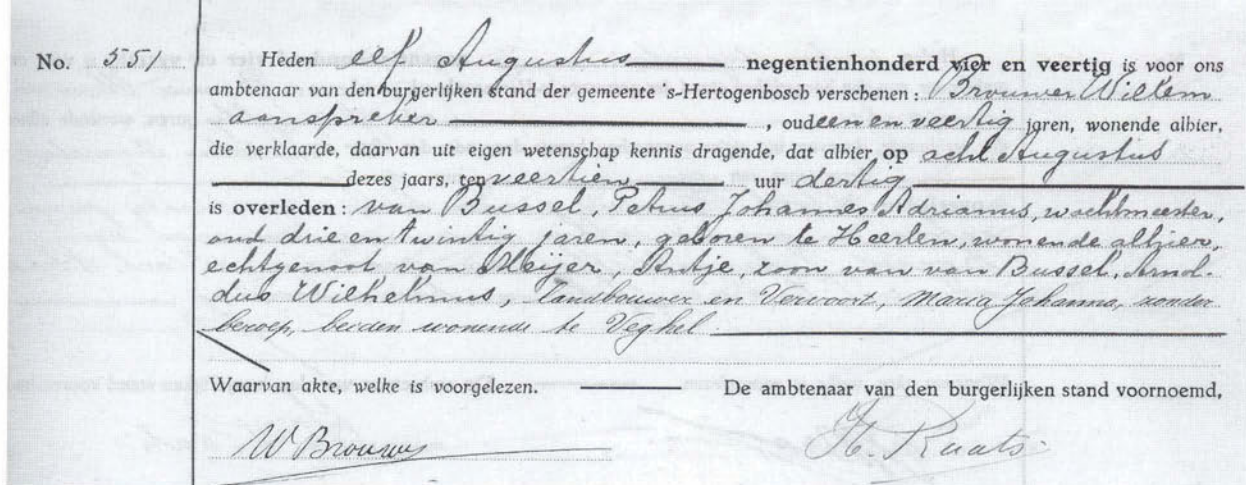 No. 551 Heden elf Augustus negentienhonderd vier en veertig is voor ons
ambtenaar van den burgerlijken stand der gemeente 's-Hertogenbosch verschenen: Brouwer Willem
aanspreker, oud een en veertig jaren, wonende alhier,
die verklaarde, daarvan uit eigen wetenschap kennis dragende, dat alhier op acht Augustus
dezes jaars, ten veertien uur dertig
is overleden: van Bussel, Petrus Johannes Adrianus, wachtmeester,
oud drie en twintig jaren, geboren te Heerlen, wonende alhier,
echtgenoot van Meijer, Antje, zoon van van Bussel, Arnol-
dus Wilhelmus, landbouwer en Vervoort, Maria Johanna, zonder
beroep, beiden wonende te Veghel
Waarvan akte, welke is voorgelezen. De ambtenaar van den burgerlijken stand voornoemd,
W Brouwer